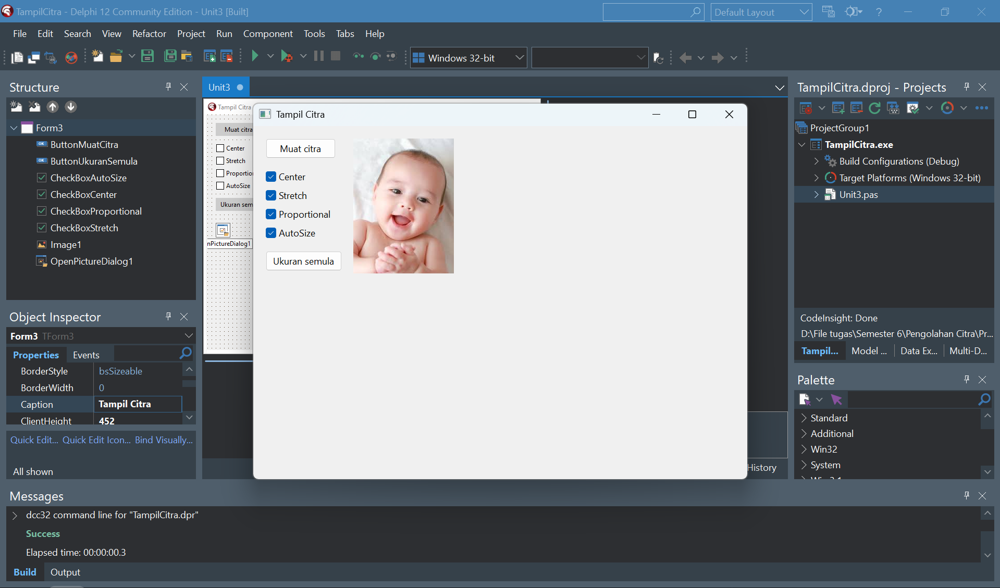 TampilCitra - Delphi 12 Community Edition - Unit3 [Built]
Default Layout
?
File Edit Search View Refactor Project Run Component Tools Tabs Help
Windows 32-bit
Structure
Form3
ButtonMuatCitra
ButtonUkuranSemula
CheckBoxAutoSize
CheckBoxCenter
CheckBoxProportional
CheckBoxStretch
Image1
OpenPictureDialog1
Object Inspector
Form3 TForm3
Properties Events
BorderStyle bsSizeable
BorderWidth 0
Caption Tampil Citra
ClientHeight 452
Quick Edit... Quick Edit Icon... Bind Visually...
All shown
Unit3
Tampil Citra
Muat citra
Center
Stretch
Proportior
AutoSize
Ukuran sem
nPictureDialog1
Tampil Citra
Muat citra
Center
Stretch
Proportional
AutoSize
Ukuran semula
History
TampilCitra.dproj - Projects
ProjectGroup1
TampilCitra.exe
Build Configurations (Debug)
Target Platforms (Windows 32-bit)
Unit3.pas
CodeInsight: Done
D:\File tugas\Semester 6\Pengolahan Citra\Pr...
Tampil... Model ... Data Ex... Multi-D...
Palette
Standard
Additional
Win32
System
Messages
dcc32 command line for "TampilCitra.dpr"
Success
Elapsed time: 00:00:00.3
Build Output